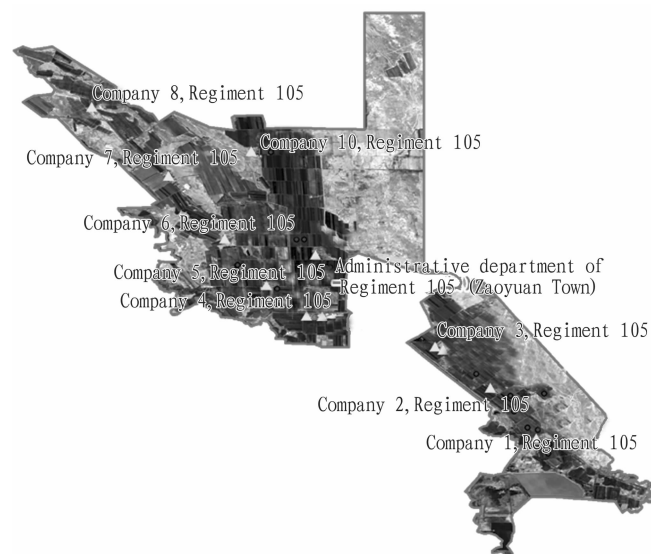 Company 8, Regiment 105
Company 10, Regiment 105
Company 7, Regiment 105
Company 6, Regiment 105
Administrative department of
Regiment 105 (Zaoyuan Town)
Company 5, Regiment 105
Company 4, Regiment 105
Company 3, Regiment 105
Company 2, Regiment 105
Company 1, Regiment 105